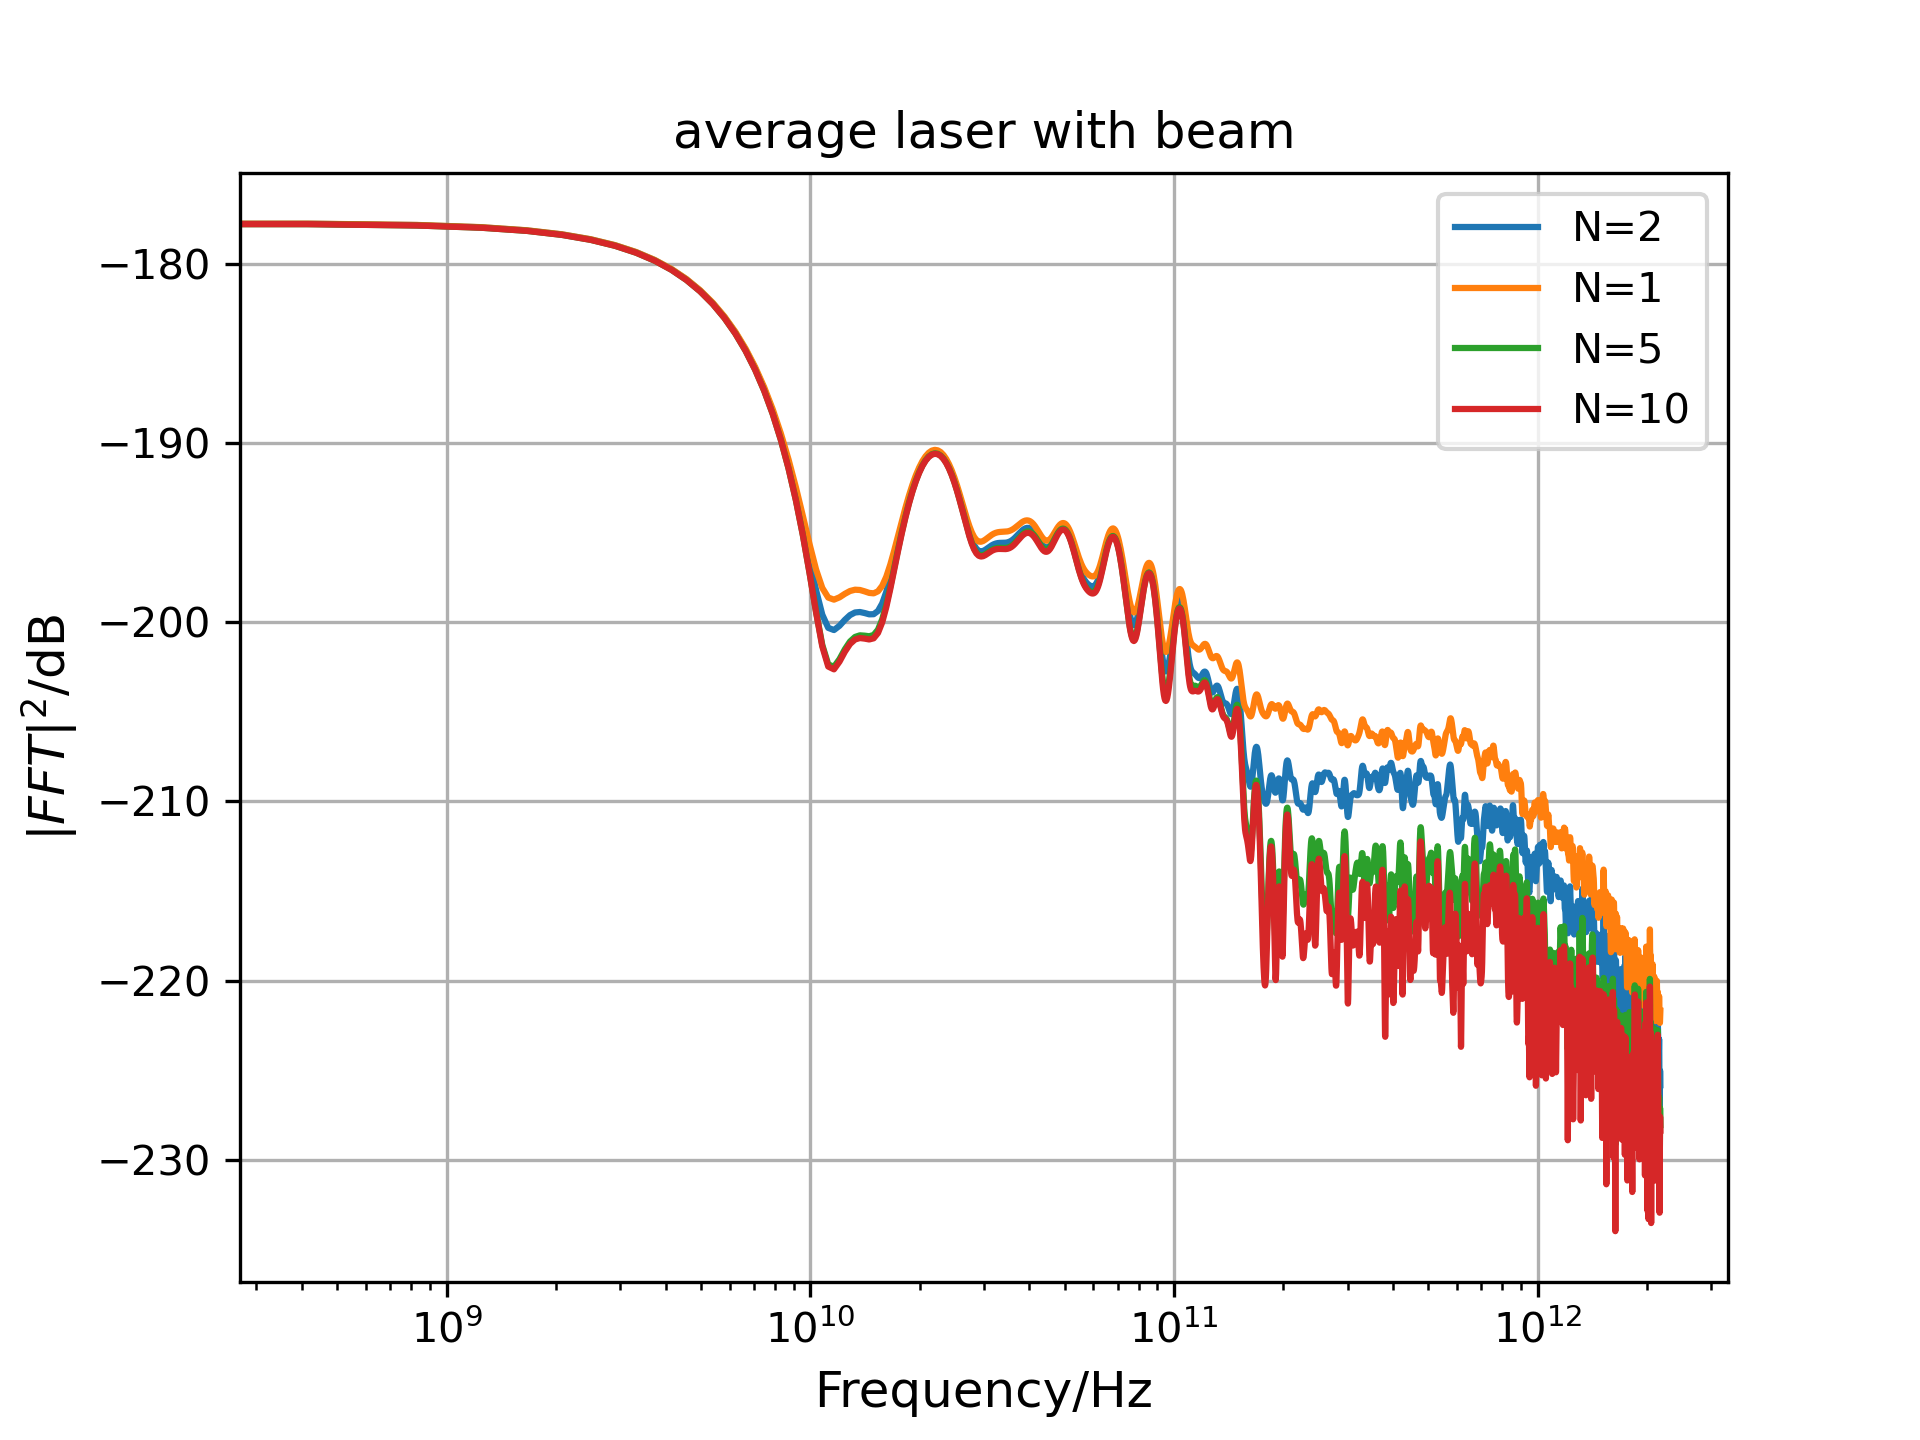 average laser with beam
|FFT|²/dB
−180
−190
−200
−210
−220
−230
N=2
N=1
N=5
N=10
10⁹
10¹⁰
10¹¹
10¹²
Frequency/Hz